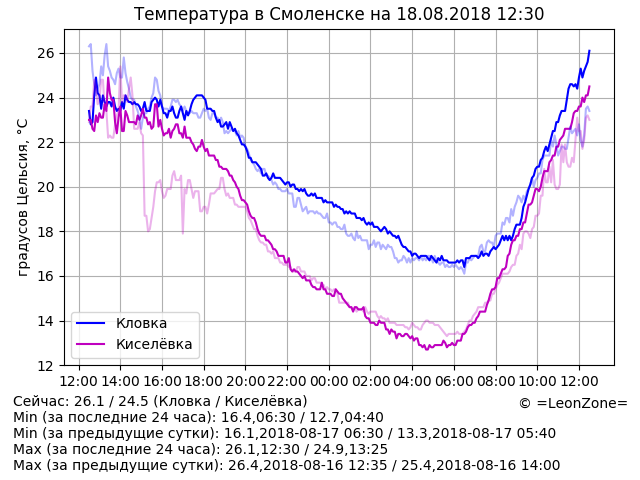 Температура в Смоленске на 18.08.2018 12:30
градусов Цельсия, °С
26
24
22
20
18
16
14
12
Кловка
Киселёвка
12:00 14:00 16:00 18:00 20:00 22:00 00:00 02:00 04:00 06:00 08:00 10:00 12:00
Сейчас: 26.1 / 24.5 (Кловка / Киселёвка)
© =LeonZone=
Min (за последние 24 часа): 16.4,06:30 / 12.7,04:40
Min (за предыдущие сутки): 16.1,2018-08-17 06:30 / 13.3,2018-08-17 05:40
Max (за последние 24 часа): 26.1,12:30 / 24.9,13:25
Max (за предыдущие сутки): 26.4,2018-08-16 12:35 / 25.4,2018-08-16 14:00